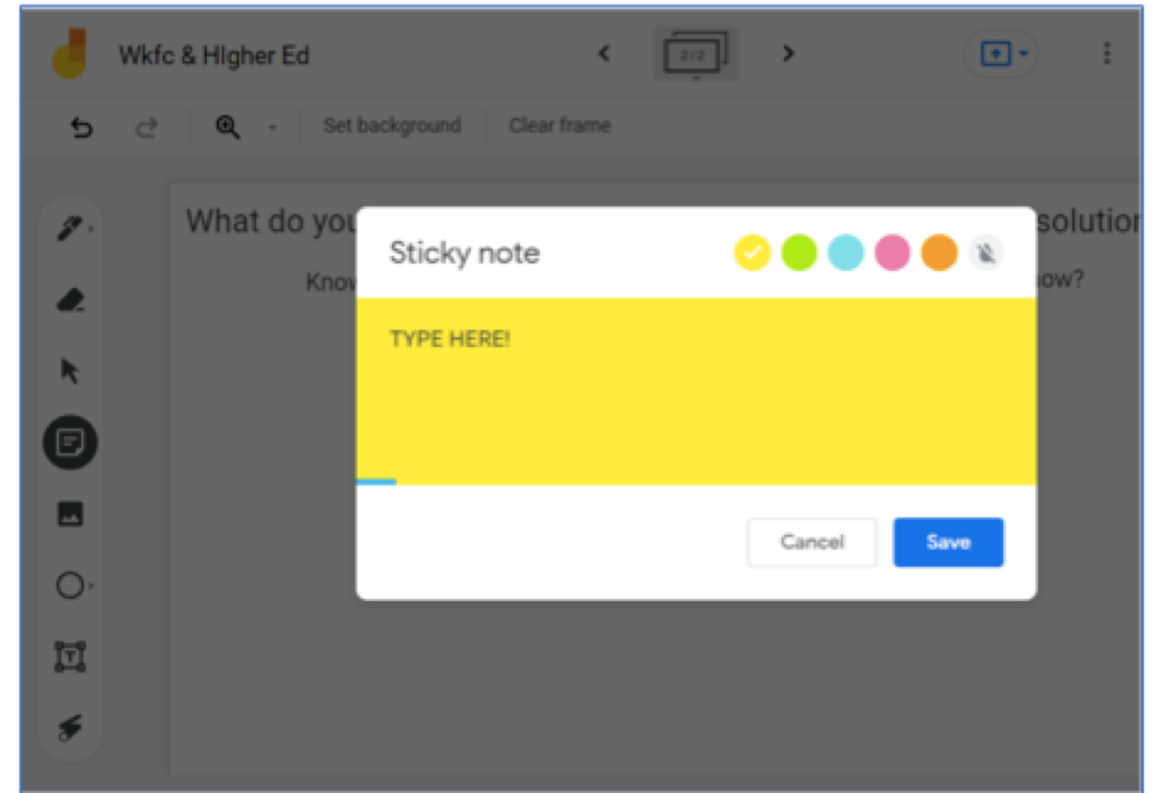 Wkfc & HIgher Ed
2/2
Set background Clear frame
What do you solution
Know ow?
Sticky note
TYPE HERE!
Cancel Save